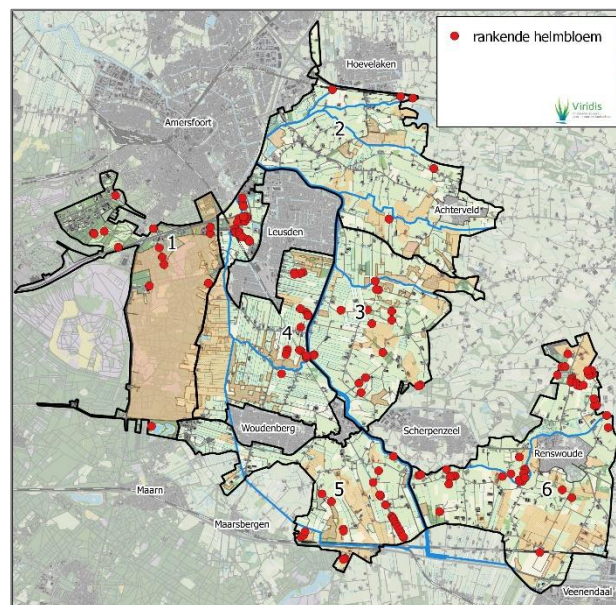 rankende helmbloem
Viridis
Hoevelaken
Amersfoort
2
Achterveld
1
Leusden
3
4
Woudenberg
Scherpenzeel
Renswoude
Maarn
5
6
Maarsbergen
Veenendaal